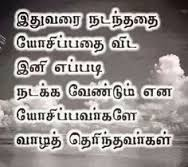 இதுவரை நடந்ததை
யோசிப்பதை விட
இனி எப்படி
நடக்க வேண்டும் என
யோசிப்பவர்களே
வாழத் தெரிந்தவர்கள்